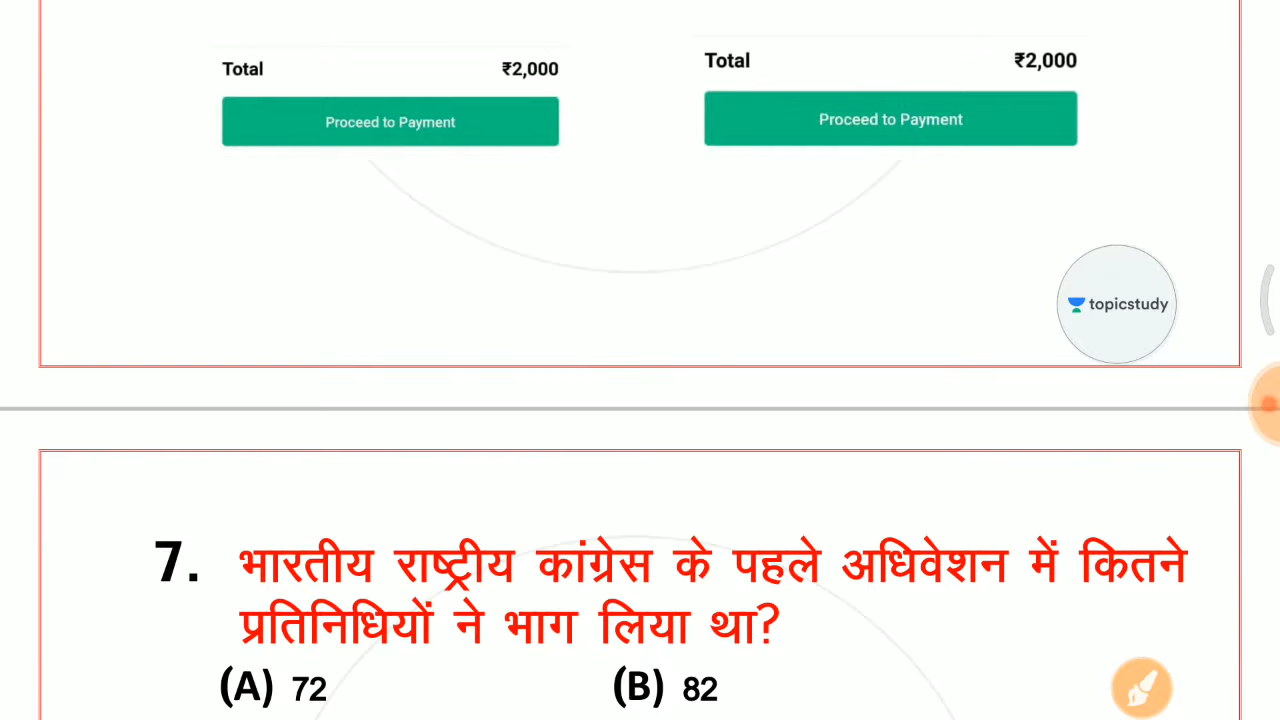 Total ₹2,000
Total ₹2,000
Proceed to Payment
Proceed to Payment
topicstudy
7. भारतीय राष्ट्रीय कांग्रेस के पहले अधिवेशन में कितने
प्रतिनिधियों ने भाग लिया था?
(A) 72 (B) 82